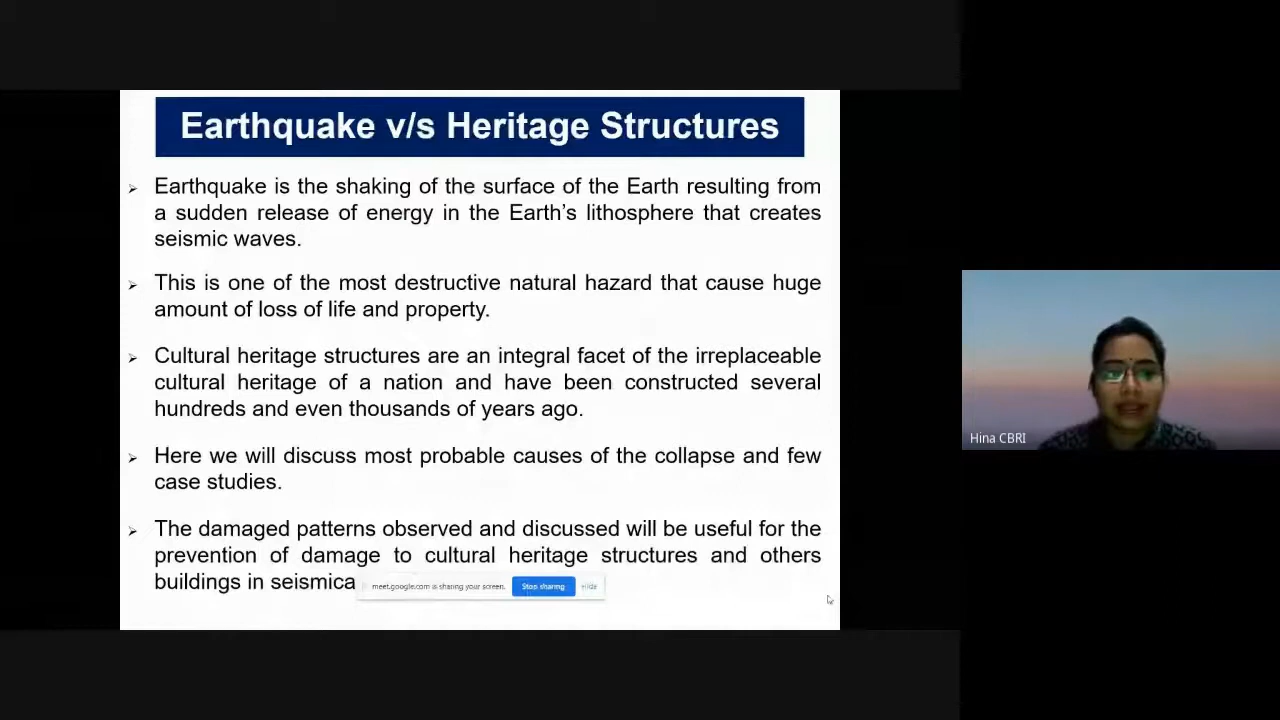 Earthquake v/s Heritage Structures
Earthquake is the shaking of the surface of the Earth resulting from
a sudden release of energy in the Earth's lithosphere that creates
seismic waves.
This is one of the most destructive natural hazard that cause huge
amount of loss of life and property.
Cultural heritage structures are an integral facet of the irreplaceable
cultural heritage of a nation and have been constructed several
hundreds and even thousands of years ago.
Here we will discuss most probable causes of the collapse and few
case studies.
The damaged patterns observed and discussed will be useful for the
prevention of damage to cultural heritage structures and others
buildings in seismica
meet.google.com is sharing your screen. Stop sharing Hide
Hina CBRI